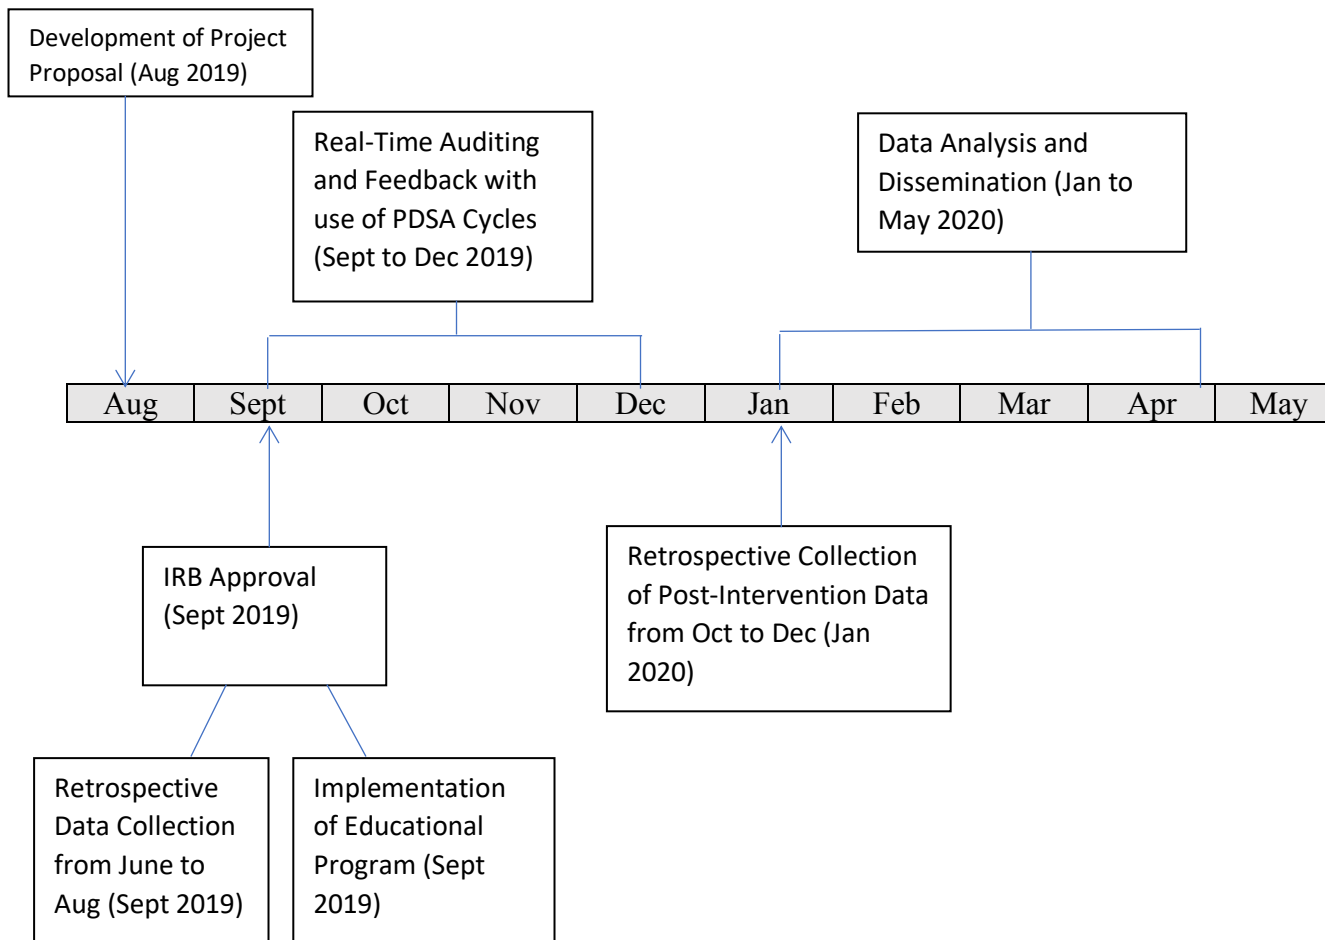 Development of Project
Proposal (Aug 2019)
Real-Time Auditing
and Feedback with
use of PDSA Cycles
(Sept to Dec 2019)
Data Analysis and
Dissemination (Jan to
May 2020)
Aug Sept Oct Nov Dec Jan Feb Mar Apr May
IRB Approval
(Sept 2019)
Retrospective Collection
of Post-Intervention Data
from Oct to Dec (Jan
2020)
Retrospective
Data Collection
from June to
Aug (Sept 2019)
Implementation
of Educational
Program (Sept
2019)